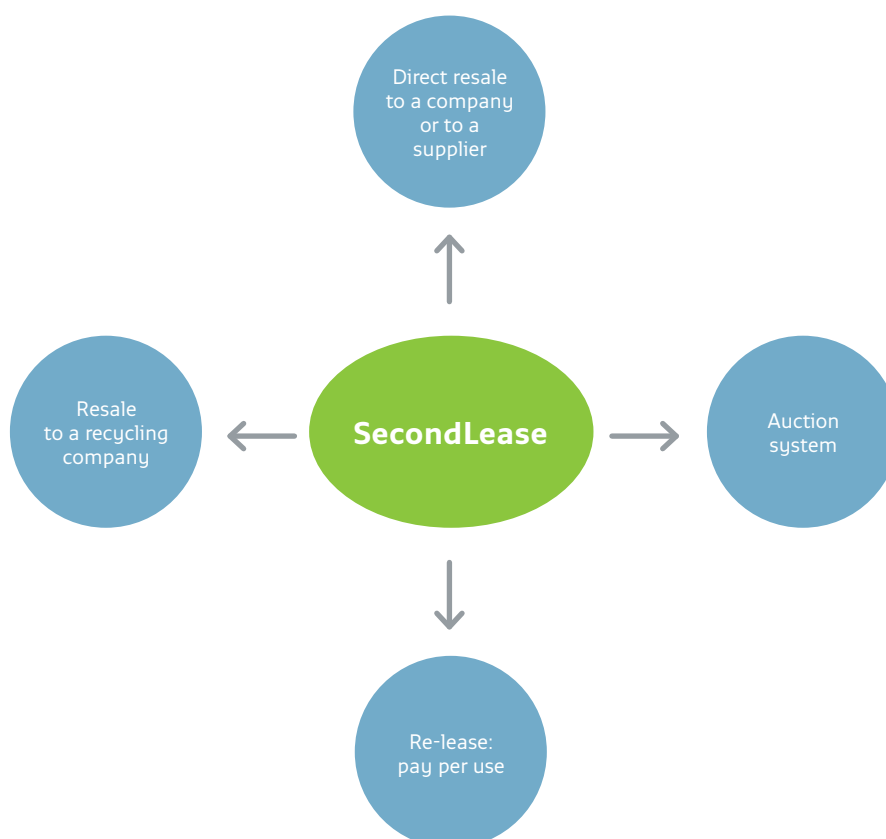 Direct resale
to a company
or to a
supplier
Resale
to a recycling
company
SecondLease
Auction
system
Re-lease:
pay per use